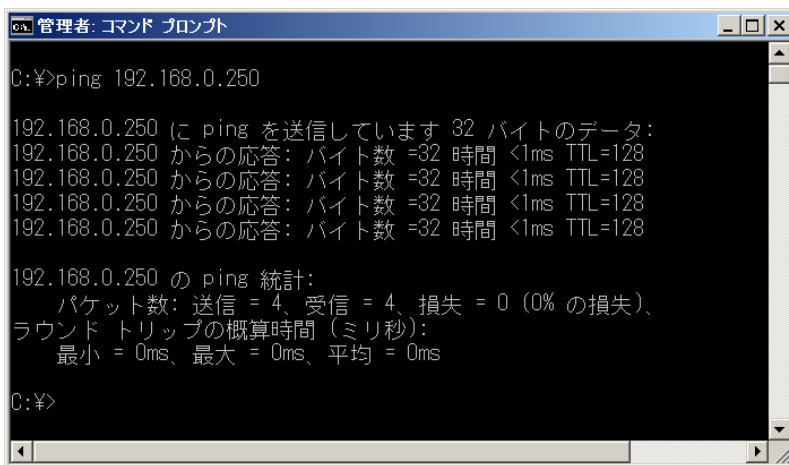 管理者: コマンド プロンプト
C:¥>ping 192.168.0.250
192.168.0.250 に ping を送信しています 32 バイトのデータ:
192.168.0.250 からの応答: バイト数 =32 時間 <1ms TTL=128
192.168.0.250 からの応答: バイト数 =32 時間 <1ms TTL=128
192.168.0.250 からの応答: バイト数 =32 時間 <1ms TTL=128
192.168.0.250 からの応答: バイト数 =32 時間 <1ms TTL=128
192.168.0.250 の ping 統計:
パケット数: 送信 = 4、受信 = 4、損失 = 0 (0% の損失)、
ラウンド トリップの概算時間 (ミリ秒):
最小 = 0ms、最大 = 0ms、平均 = 0ms
C:¥>